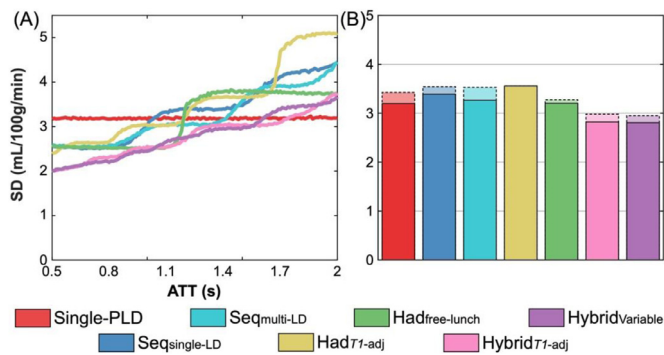 (A)
SD (mL/100g/min)
5
4
3
2
1
0
0.5 0.8 1.1 1.4 1.7 2
ATT (s)
(B)
5
4
3
2
1
0
Single-PLD Seqmulti-LD Hadfree-lunch HybridVariable
Seqsingle-LD HadT1-adj HybridT1-adj